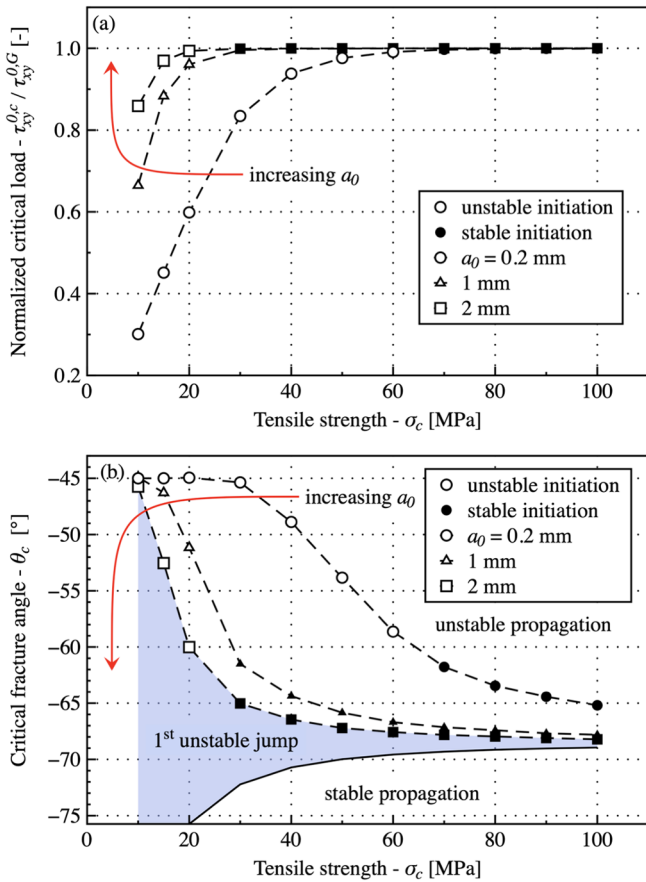 (a)
Normalized critical load - τ_xy^{0,c} / τ_xy^{0,G} [-]
1.0
0.8
0.6
0.4
0.2
increasing a₀
unstable initiation
stable initiation
a₀ = 0.2 mm
1 mm
2 mm
0 20 40 60 80 100
Tensile strength - σ_c [MPa]
(b)
Critical fracture angle - θ_c [°]
−45
−50
−55
−60
−65
−70
−75
increasing a₀
unstable initiation
stable initiation
a₀ = 0.2 mm
1 mm
2 mm
unstable propagation
1st unstable jump
stable propagation
0 20 40 60 80 100
Tensile strength - σ_c [MPa]